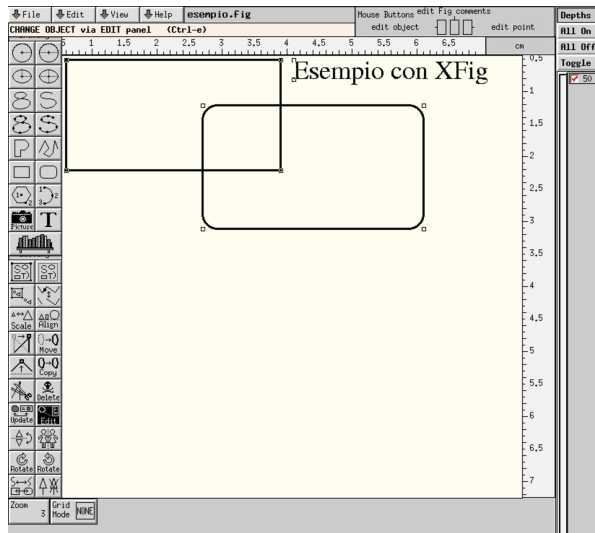 File Edit View Help esempio.fig
Mouse Buttons edit Fig comments
edit object edit point
CHANGE OBJECT via EDIT panel (Ctrl-e)
Depths
All On
All Off
Toggle
50
5 1 1,5 2 2,5 3 3,5 4 4,5 5 5,5 6 6,5 cm
0,5
Esempio con XFig
1
1.5
2
2.5
3
3.5
4
4.5
5
5.5
6
6.5
7
Picture T
Scale Align
Move
Copy
Delete
Update Edit
Rotate Rotate
Zoom 3 Grid Mode NONE